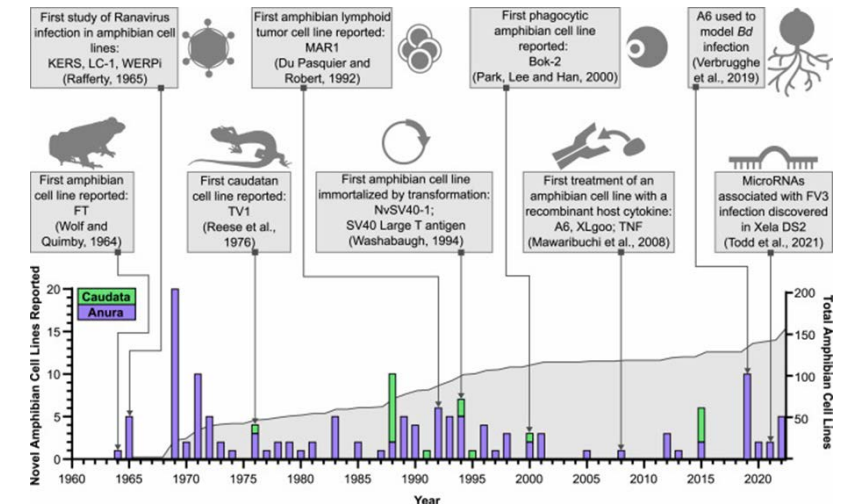 First study of Ranavirus
infection in amphibian cell
lines:
KERS, LC-1, WERPi
(Rafferty, 1965)
First amphibian lymphoid
tumor cell line reported:
MAR1
(Du Pasquier and
Robert, 1992)
First phagocytic
amphibian cell line
reported:
Bok-2
(Park, Lee and Han, 2000)
A6 used to
model Bd
infection
(Verbrugghe
et al., 2019)
First amphibian
cell line reported:
FT
(Wolf and
Quimby, 1964)
First caudatan
cell line reported:
TV1
(Reese et al.,
1976)
First amphibian cell line
immortalized by transformation:
NvSV40-1;
SV40 Large T antigen
(Washabaugh, 1994)
First treatment of an
amphibian cell line with a
recombinant host cytokine:
A6, XLgoo; TNF
(Mawaribuchi et al., 2008)
MicroRNAs
associated with FV3
infection discovered
in Xela DS2
(Todd et al., 2021)
Novel Amphibian Cell Lines Reported
20
15
10
5
0
Caudata
Anura
200
150
100
50
Total Amphibian Cell Lines
1960 1965 1970 1975 1980 1985 1990 1995 2000 2005 2010 2015 2020
Year